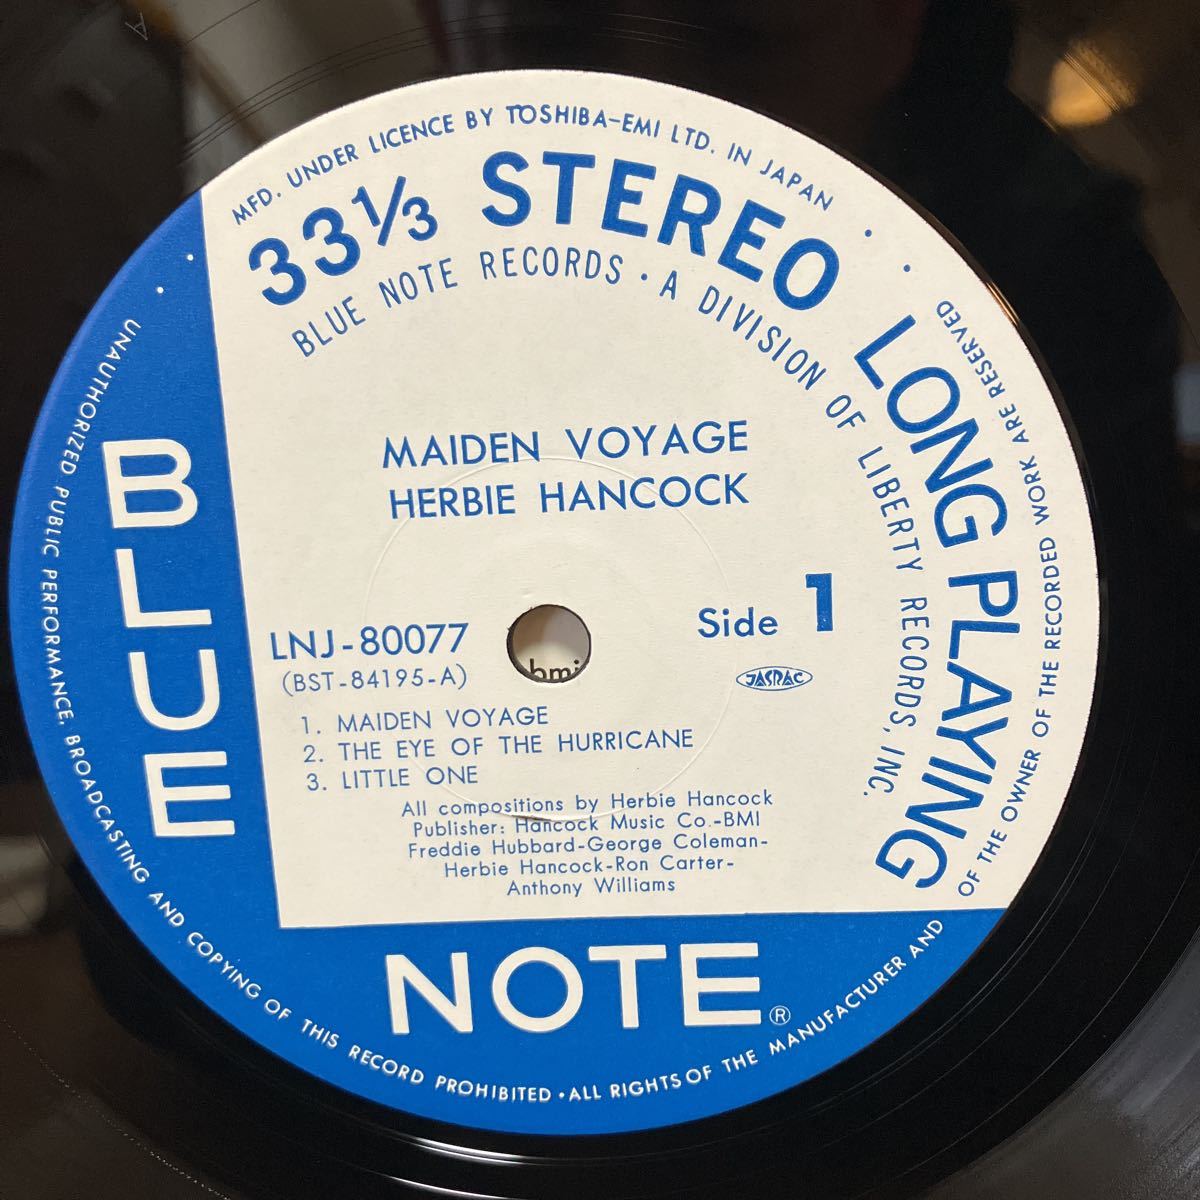 MFD. UNDER LICENCE BY TOSHIBA-EMI LTD. IN JAPAN
33⅓ STEREO LONG PLAYING
BLUE NOTE RECORDS · A DIVISION OF LIBERTY RECORDS, INC.
MAIDEN VOYAGE
HERBIE HANCOCK
LNJ-80077
(BST-84195-A)
Side 1
JASRAC
bmi
1. MAIDEN VOYAGE
2. THE EYE OF THE HURRICANE
3. LITTLE ONE
All compositions by Herbie Hancock
Publisher: Hancock Music Co.-BMI
Freddie Hubbard-George Coleman-
Herbie Hancock-Ron Carter-
Anthony Williams
BLUE
NOTE®
UNAUTHORIZED PUBLIC PERFORMANCE, BROADCASTING AND COPYING OF THIS RECORD PROHIBITED · ALL RIGHTS OF THE MANUFACTURER AND OF THE OWNER OF THE RECORDED WORK ARE RESERVED